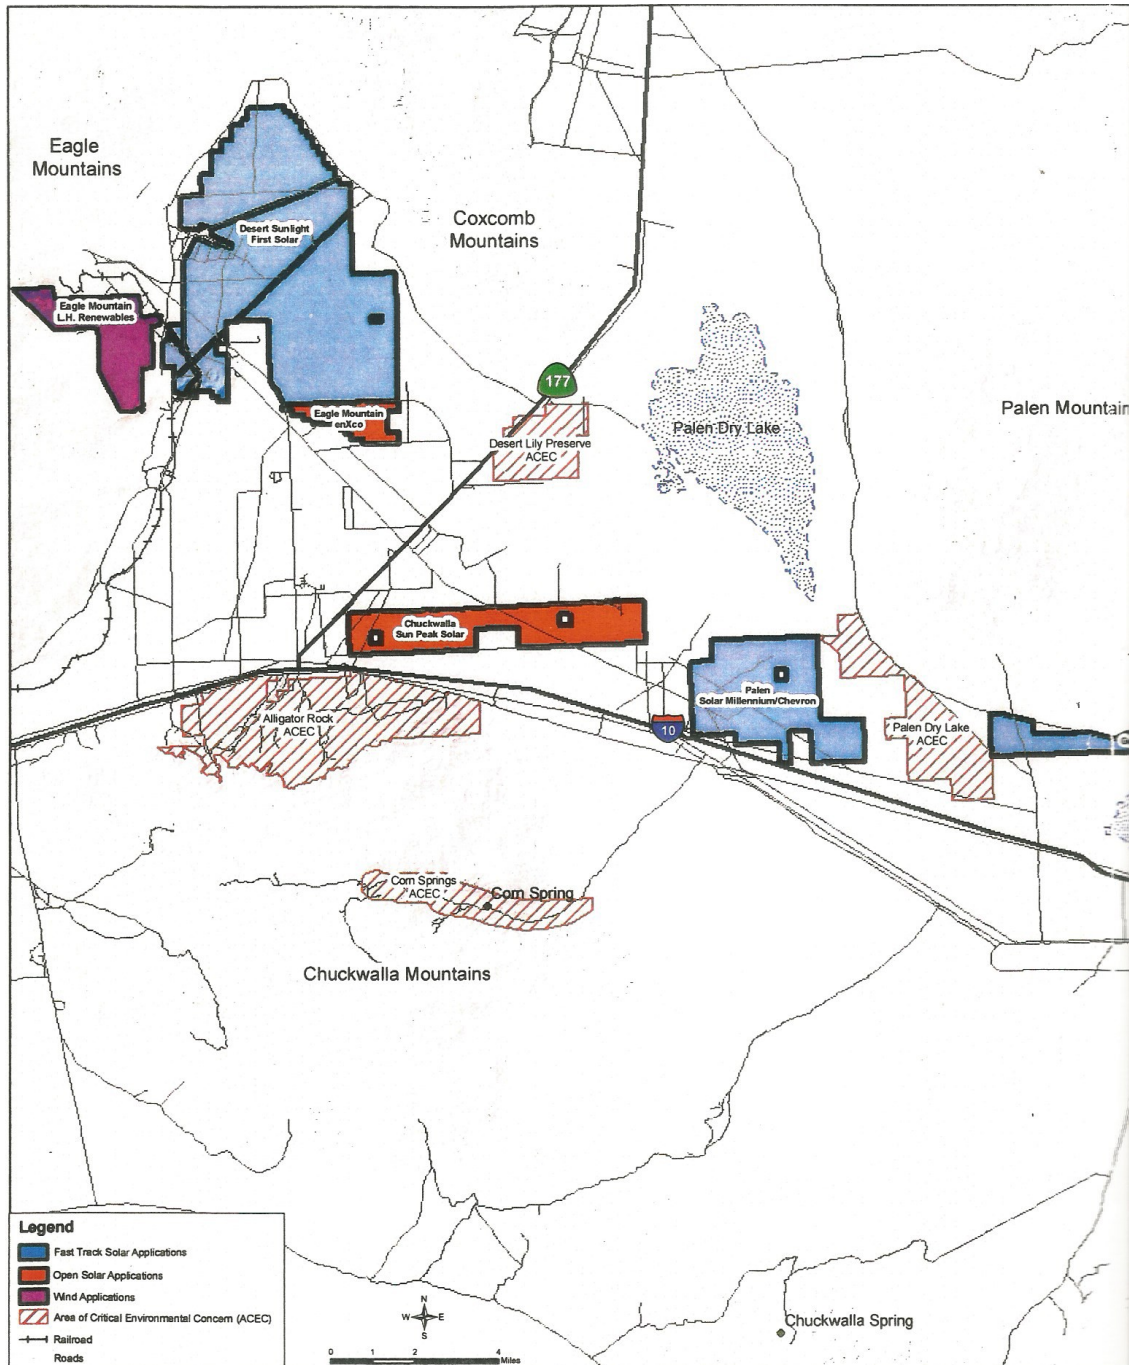 Eagle
Mountains
Coxcomb
Mountains
Desert Sunlight
First Solar
Eagle Mountain
L.H. Renewables
177
Eagle Mountain
enXco
Desert Lily Preserve
ACEC
Palen Dry Lake
Palen Mountain
Chuckwalla
Sun Peak Solar
Palen
Solar Millennium/Chevron
10
Alligator Rock
ACEC
Palen Dry Lake
ACEC
Corn Springs
ACEC
Corn Spring
Chuckwalla Mountains
Legend
Fast Track Solar Applications
Open Solar Applications
Wind Applications
Area of Critical Environmental Concern (ACEC)
Railroad
Roads
N
W E
S
0 1 2 4
Miles
Chuckwalla Spring